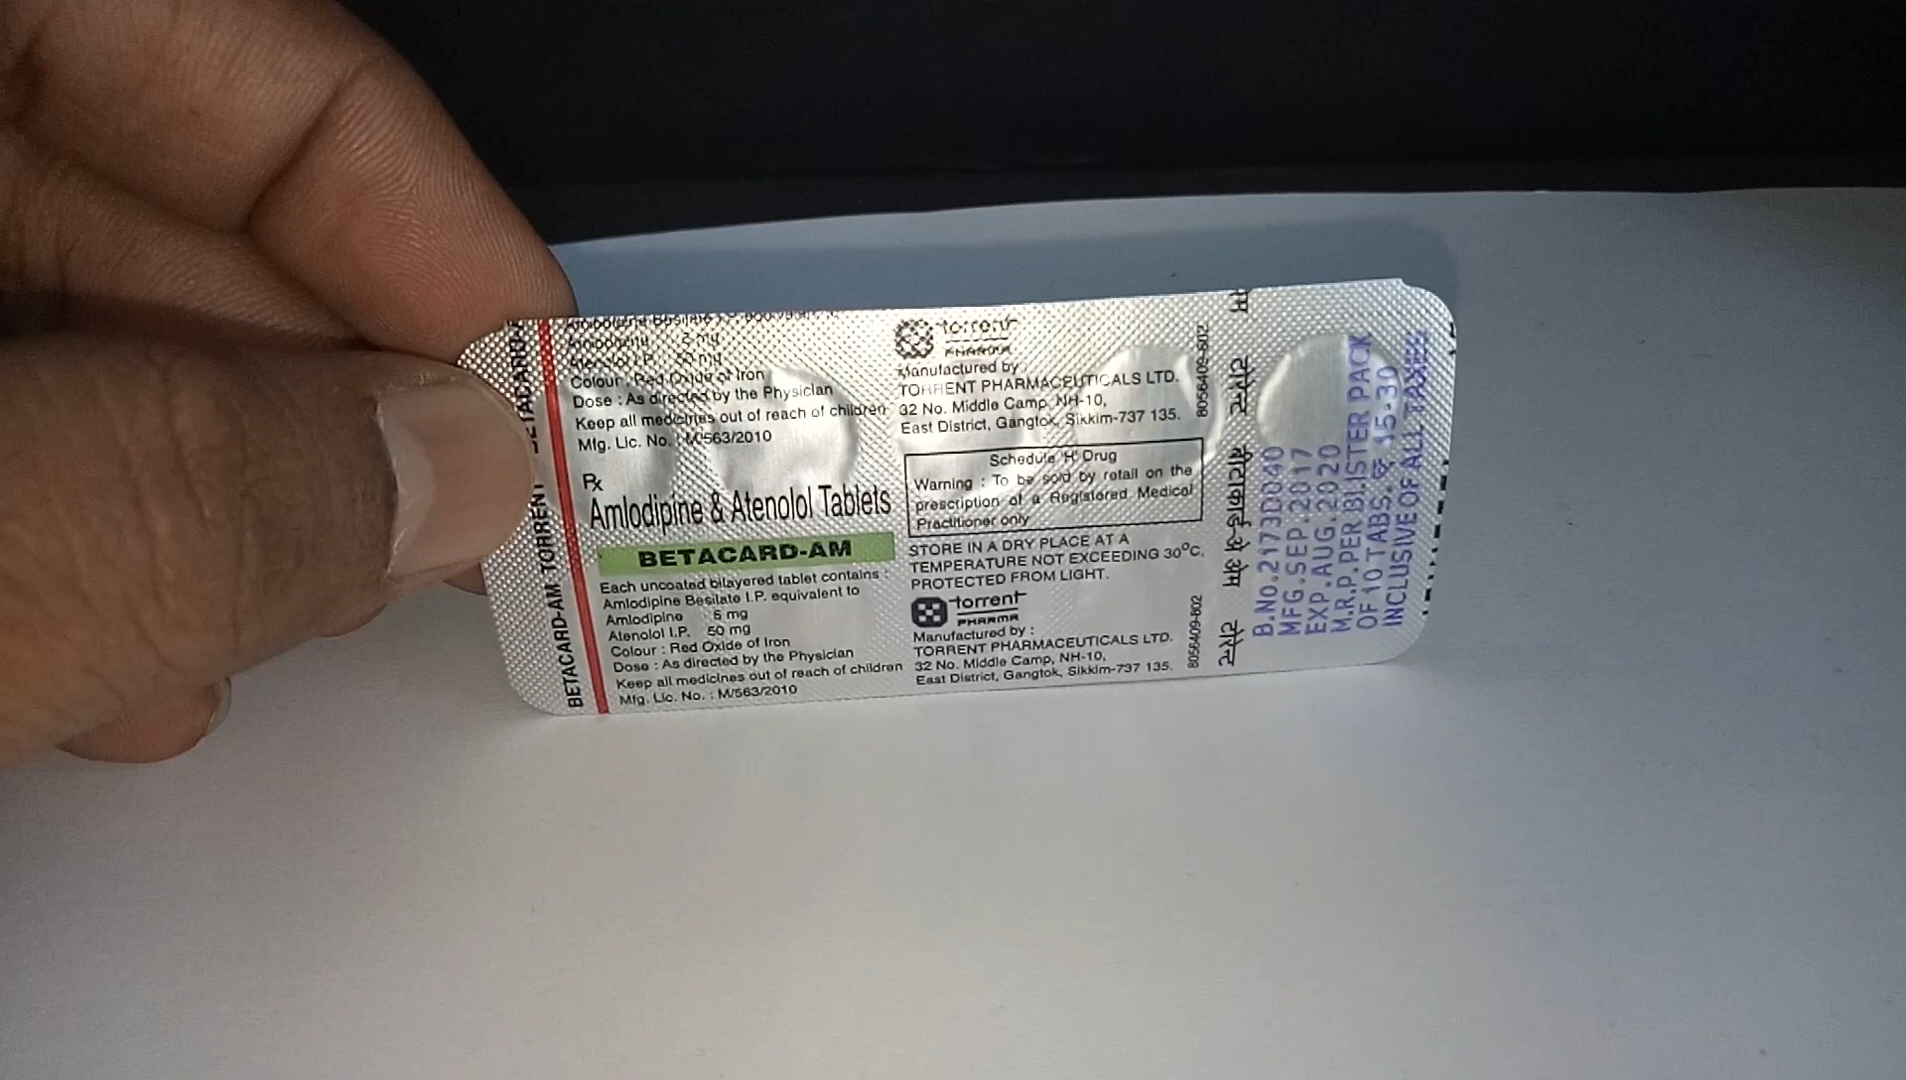 BETACARD-AM TORRENT
Colour : Red Oxide of Iron
Dose : As directed by the Physician
Keep all medicines out of reach of children
Mfg. Lic. No. : M/563/2010
Rx
Amlodipine & Atenolol Tablets
BETACARD-AM
Each uncoated bilayered tablet contains :
Amlodipine Besilate I.P. equivalent to
Amlodipine 5 mg
Atenolol I.P. 50 mg
Colour : Red Oxide of Iron
Dose : As directed by the Physician
Keep all medicines out of reach of children
Mfg. Lic. No. : M/563/2010
torrent
PHARMA
Manufactured by :
TORRENT PHARMACEUTICALS LTD.
32 No. Middle Camp, NH-10,
East District, Gangtok, Sikkim-737 135.
Schedule 'H' Drug
Warning : To be sold by retail on the
prescription of a Registered Medical
Practitioner only
STORE IN A DRY PLACE AT A
TEMPERATURE NOT EXCEEDING 30°C,
PROTECTED FROM LIGHT.
torrent
PHARMA
Manufactured by :
TORRENT PHARMACEUTICALS LTD.
32 No. Middle Camp, NH-10,
East District, Gangtok, Sikkim-737 135.
8056409-802
8056409-802
टोरेन्ट बीटाकार्ड-ऐ ऐम टोरेन्ट
B.No.2173D040
MFG.SEP.2017
EXP.AUG.2020
M.R.P.PER BLISTER PACK
OF 10 TABS. ₹ 15-30
INCLUSIVE OF ALL TAXES